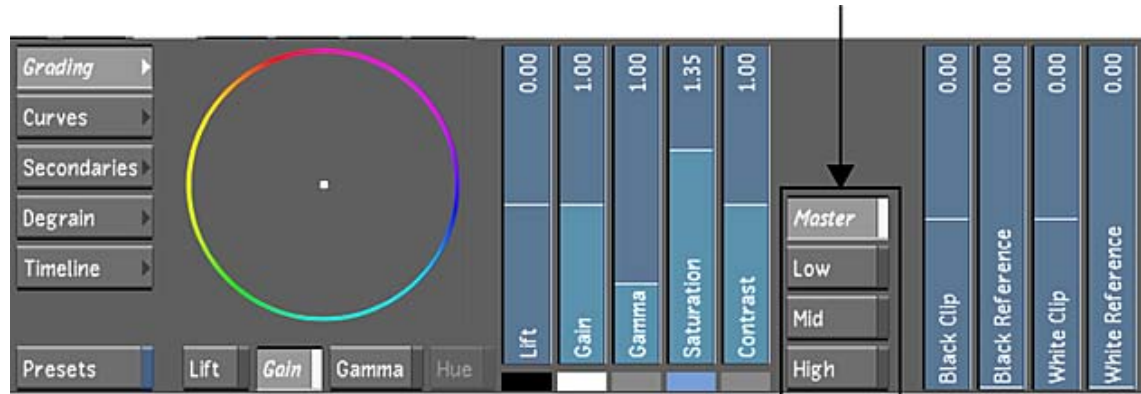 Grading
Curves
Secondaries
Degrain
Timeline
Presets
Lift
Gain
Gamma
Hue
0.00
Lift
1.00
Gain
1.00
Gamma
1.35
Saturation
1.00
Contrast
Master
Low
Mid
High
0.00
Black Clip
0.00
Black Reference
0.00
White Clip
0.00
White Reference